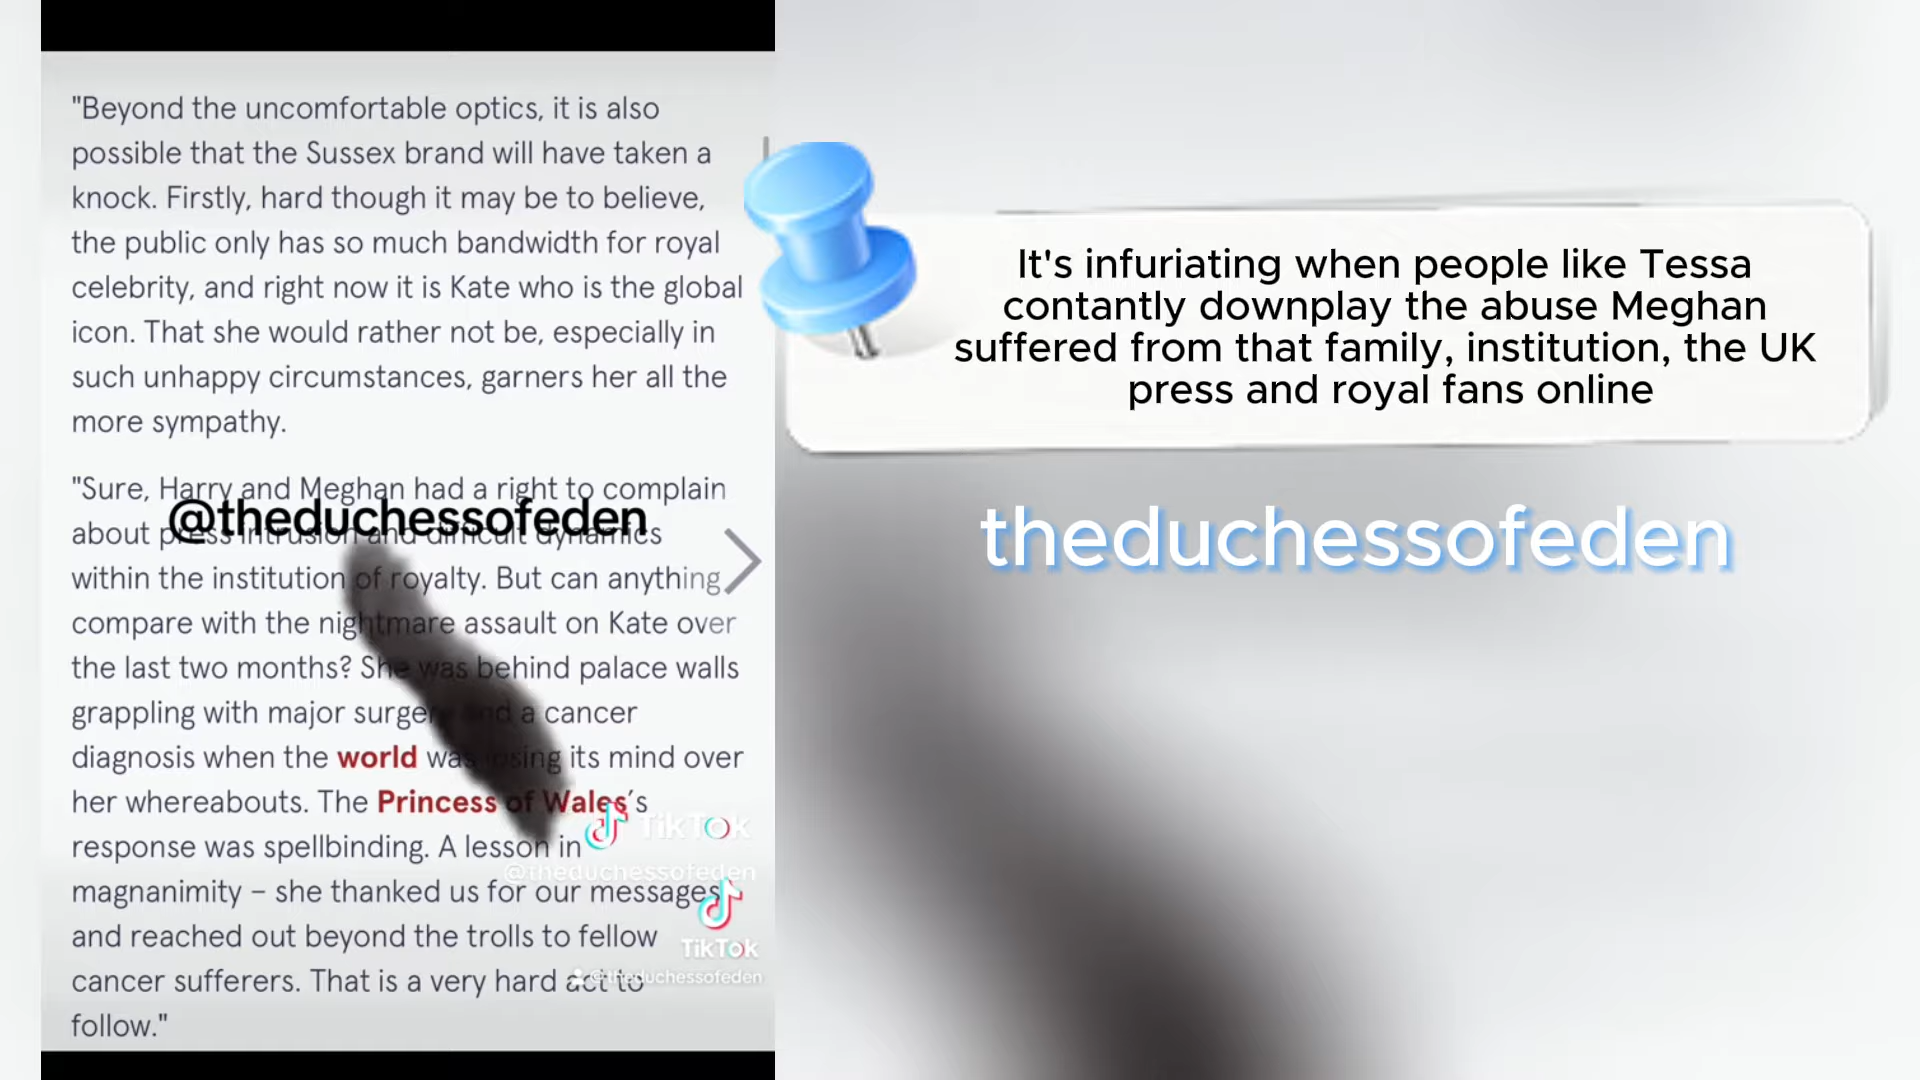 "Beyond the uncomfortable optics, it is also
possible that the Sussex brand will have taken a
knock. Firstly, hard though it may be to believe,
the public only has so much bandwidth for royal
celebrity, and right now it is Kate who is the global
icon. That she would rather not be, especially in
such unhappy circumstances, garners her all the
more sympathy.
"Sure, Harry and Meghan had a right to complain
@theduchessofeden
about press intrusion and difficult dynamics
within the institution of royalty. But can anything
compare with the nightmare assault on Kate over
the last two months? She was behind palace walls
grappling with major surgery and a cancer
diagnosis when the world was losing its mind over
her whereabouts. The Princess of Wales's
response was spellbinding. A lesson in
magnanimity – she thanked us for our messages
and reached out beyond the trolls to fellow
cancer sufferers. That is a very hard act to
follow."
TikTok
@theduchessofeden
TikTok
@theduchessofeden
It's infuriating when people like Tessa
contantly downplay the abuse Meghan
suffered from that family, institution, the UK
press and royal fans online
theduchessofeden